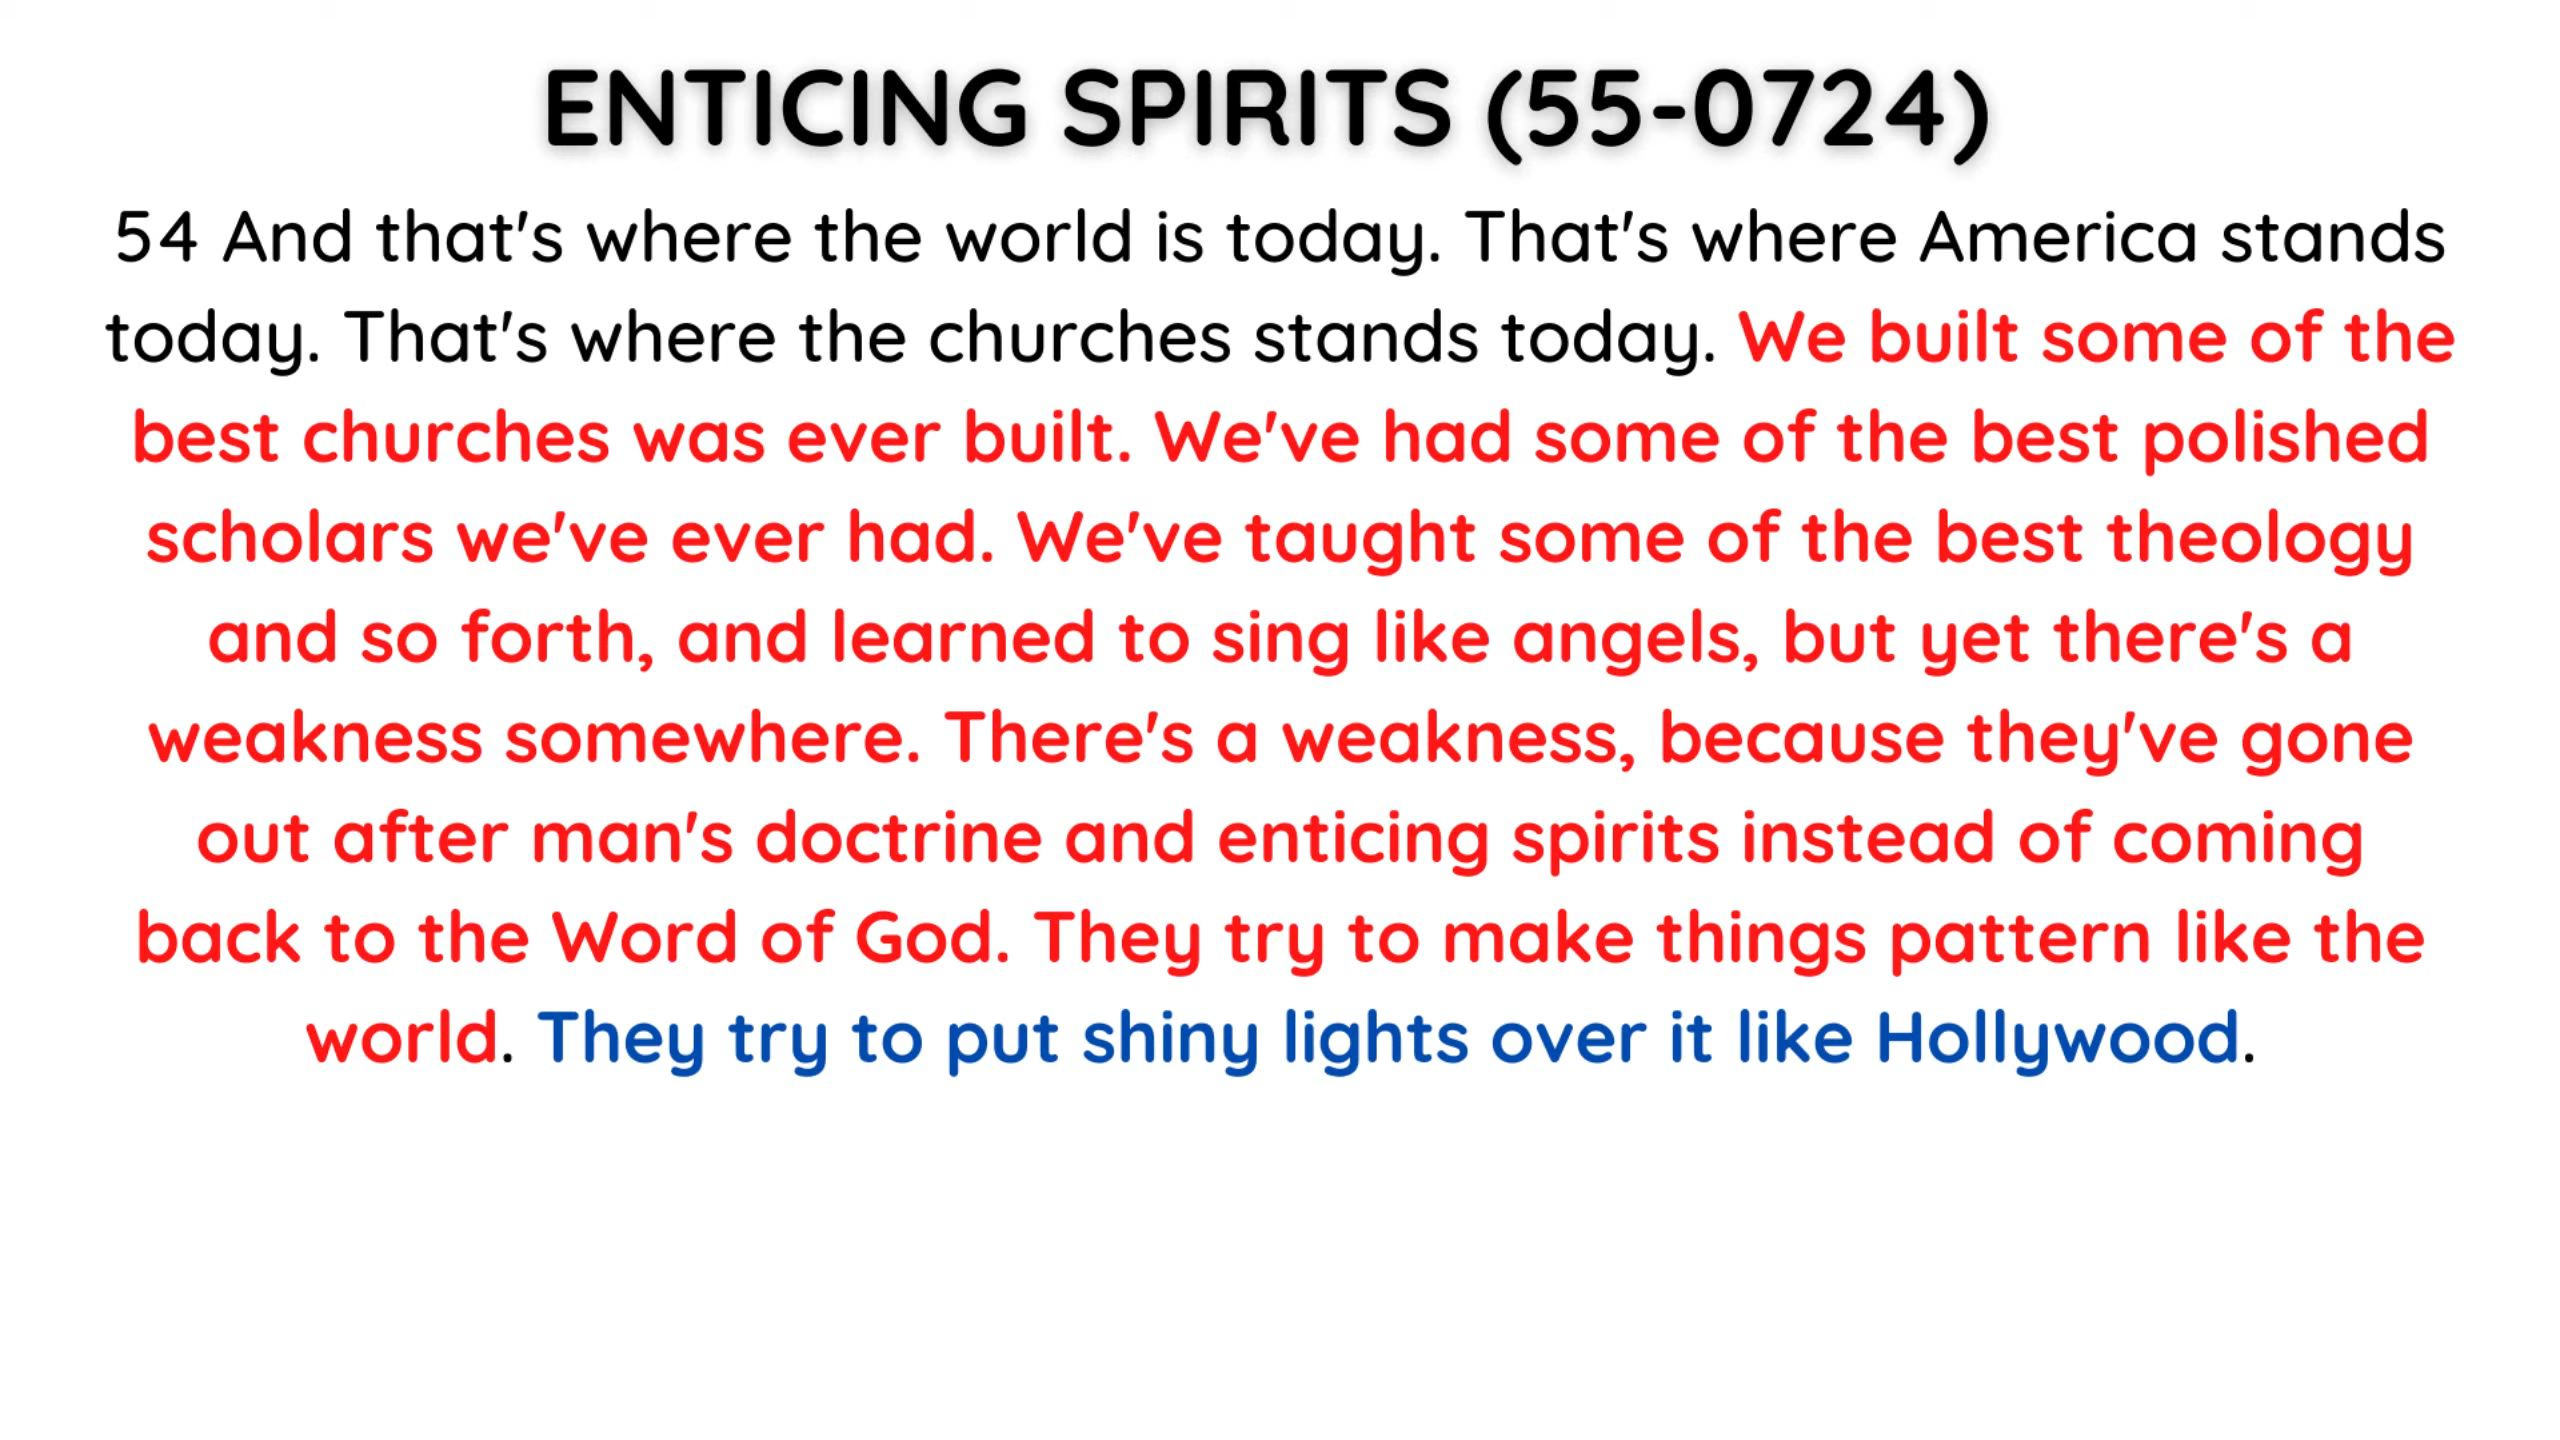 ENTICING SPIRITS (55-0724)
54 And that's where the world is today. That's where America stands
today. That's where the churches stands today. We built some of the
best churches was ever built. We've had some of the best polished
scholars we've ever had. We've taught some of the best theology
and so forth, and learned to sing like angels, but yet there's a
weakness somewhere. There's a weakness, because they've gone
out after man's doctrine and enticing spirits instead of coming
back to the Word of God. They try to make things pattern like the
world. They try to put shiny lights over it like Hollywood.